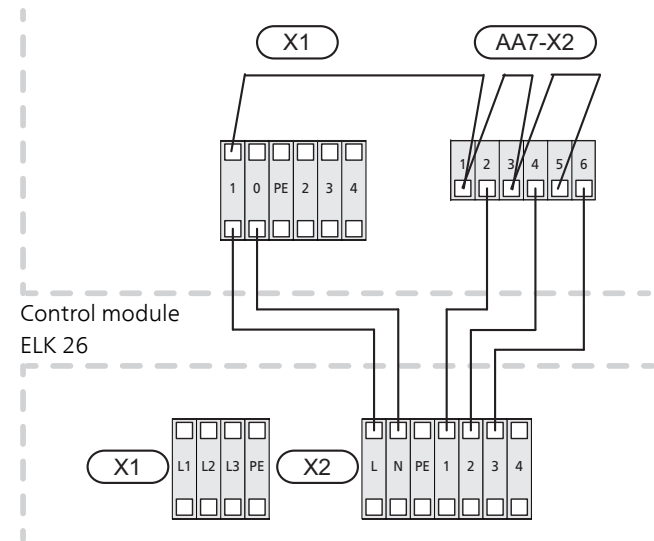 X1 AA7-X2
1 2 3 4 5 6
1 0 PE 2 3 4
Control module
ELK 26
X1 L1 L2 L3 PE X2 L N PE 1 2 3 4